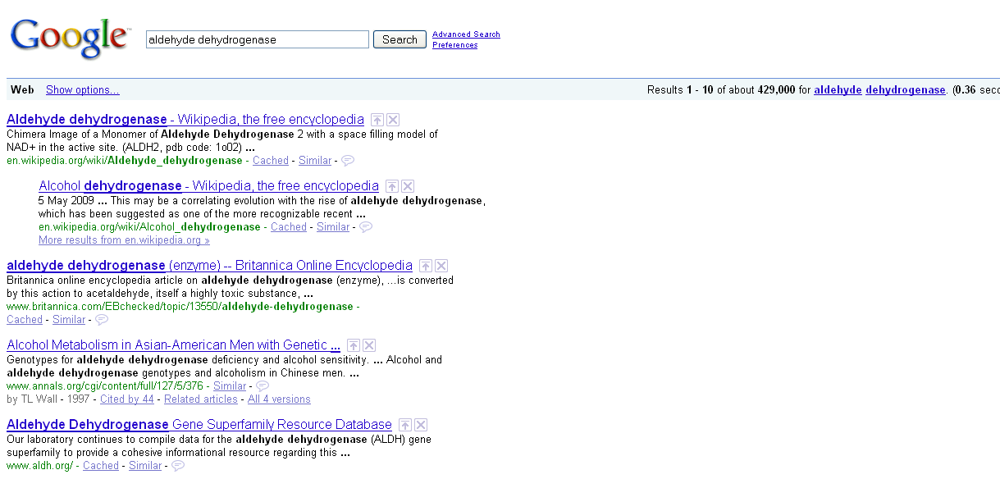 Google™
aldehyde dehydrogenase Search Advanced Search
Preferences
Web Show options... Results 1 - 10 of about 429,000 for aldehyde dehydrogenase. (0.36 seco
Aldehyde dehydrogenase - Wikipedia, the free encyclopedia
Chimera Image of a Monomer of Aldehyde Dehydrogenase 2 with a space filling model of
NAD+ in the active site. (ALDH2, pdb code: 1o02) ...
en.wikipedia.org/wiki/Aldehyde_dehydrogenase - Cached - Similar -
Alcohol dehydrogenase - Wikipedia, the free encyclopedia
5 May 2009 ... This may be a correlating evolution with the rise of aldehyde dehydrogenase,
which has been suggested as one of the more recognizable recent ...
en.wikipedia.org/wiki/Alcohol_dehydrogenase - Cached - Similar -
More results from en.wikipedia.org »
aldehyde dehydrogenase (enzyme) -- Britannica Online Encyclopedia
Britannica online encyclopedia article on aldehyde dehydrogenase (enzyme), ...is converted
by this action to acetaldehyde, itself a highly toxic substance, ...
www.britannica.com/EBchecked/topic/13550/aldehyde-dehydrogenase -
Cached - Similar -
Alcohol Metabolism in Asian-American Men with Genetic ...
Genotypes for aldehyde dehydrogenase deficiency and alcohol sensitivity. ... Alcohol and
aldehyde dehydrogenase genotypes and alcoholism in Chinese men. ...
www.annals.org/cgi/content/full/127/5/376 - Similar -
by TL Wall - 1997 - Cited by 44 - Related articles - All 4 versions
Aldehyde Dehydrogenase Gene Superfamily Resource Database
Our laboratory continues to compile data for the aldehyde dehydrogenase (ALDH) gene
superfamily to provide a cohesive informational resource regarding this ...
www.aldh.org/ - Cached - Similar -